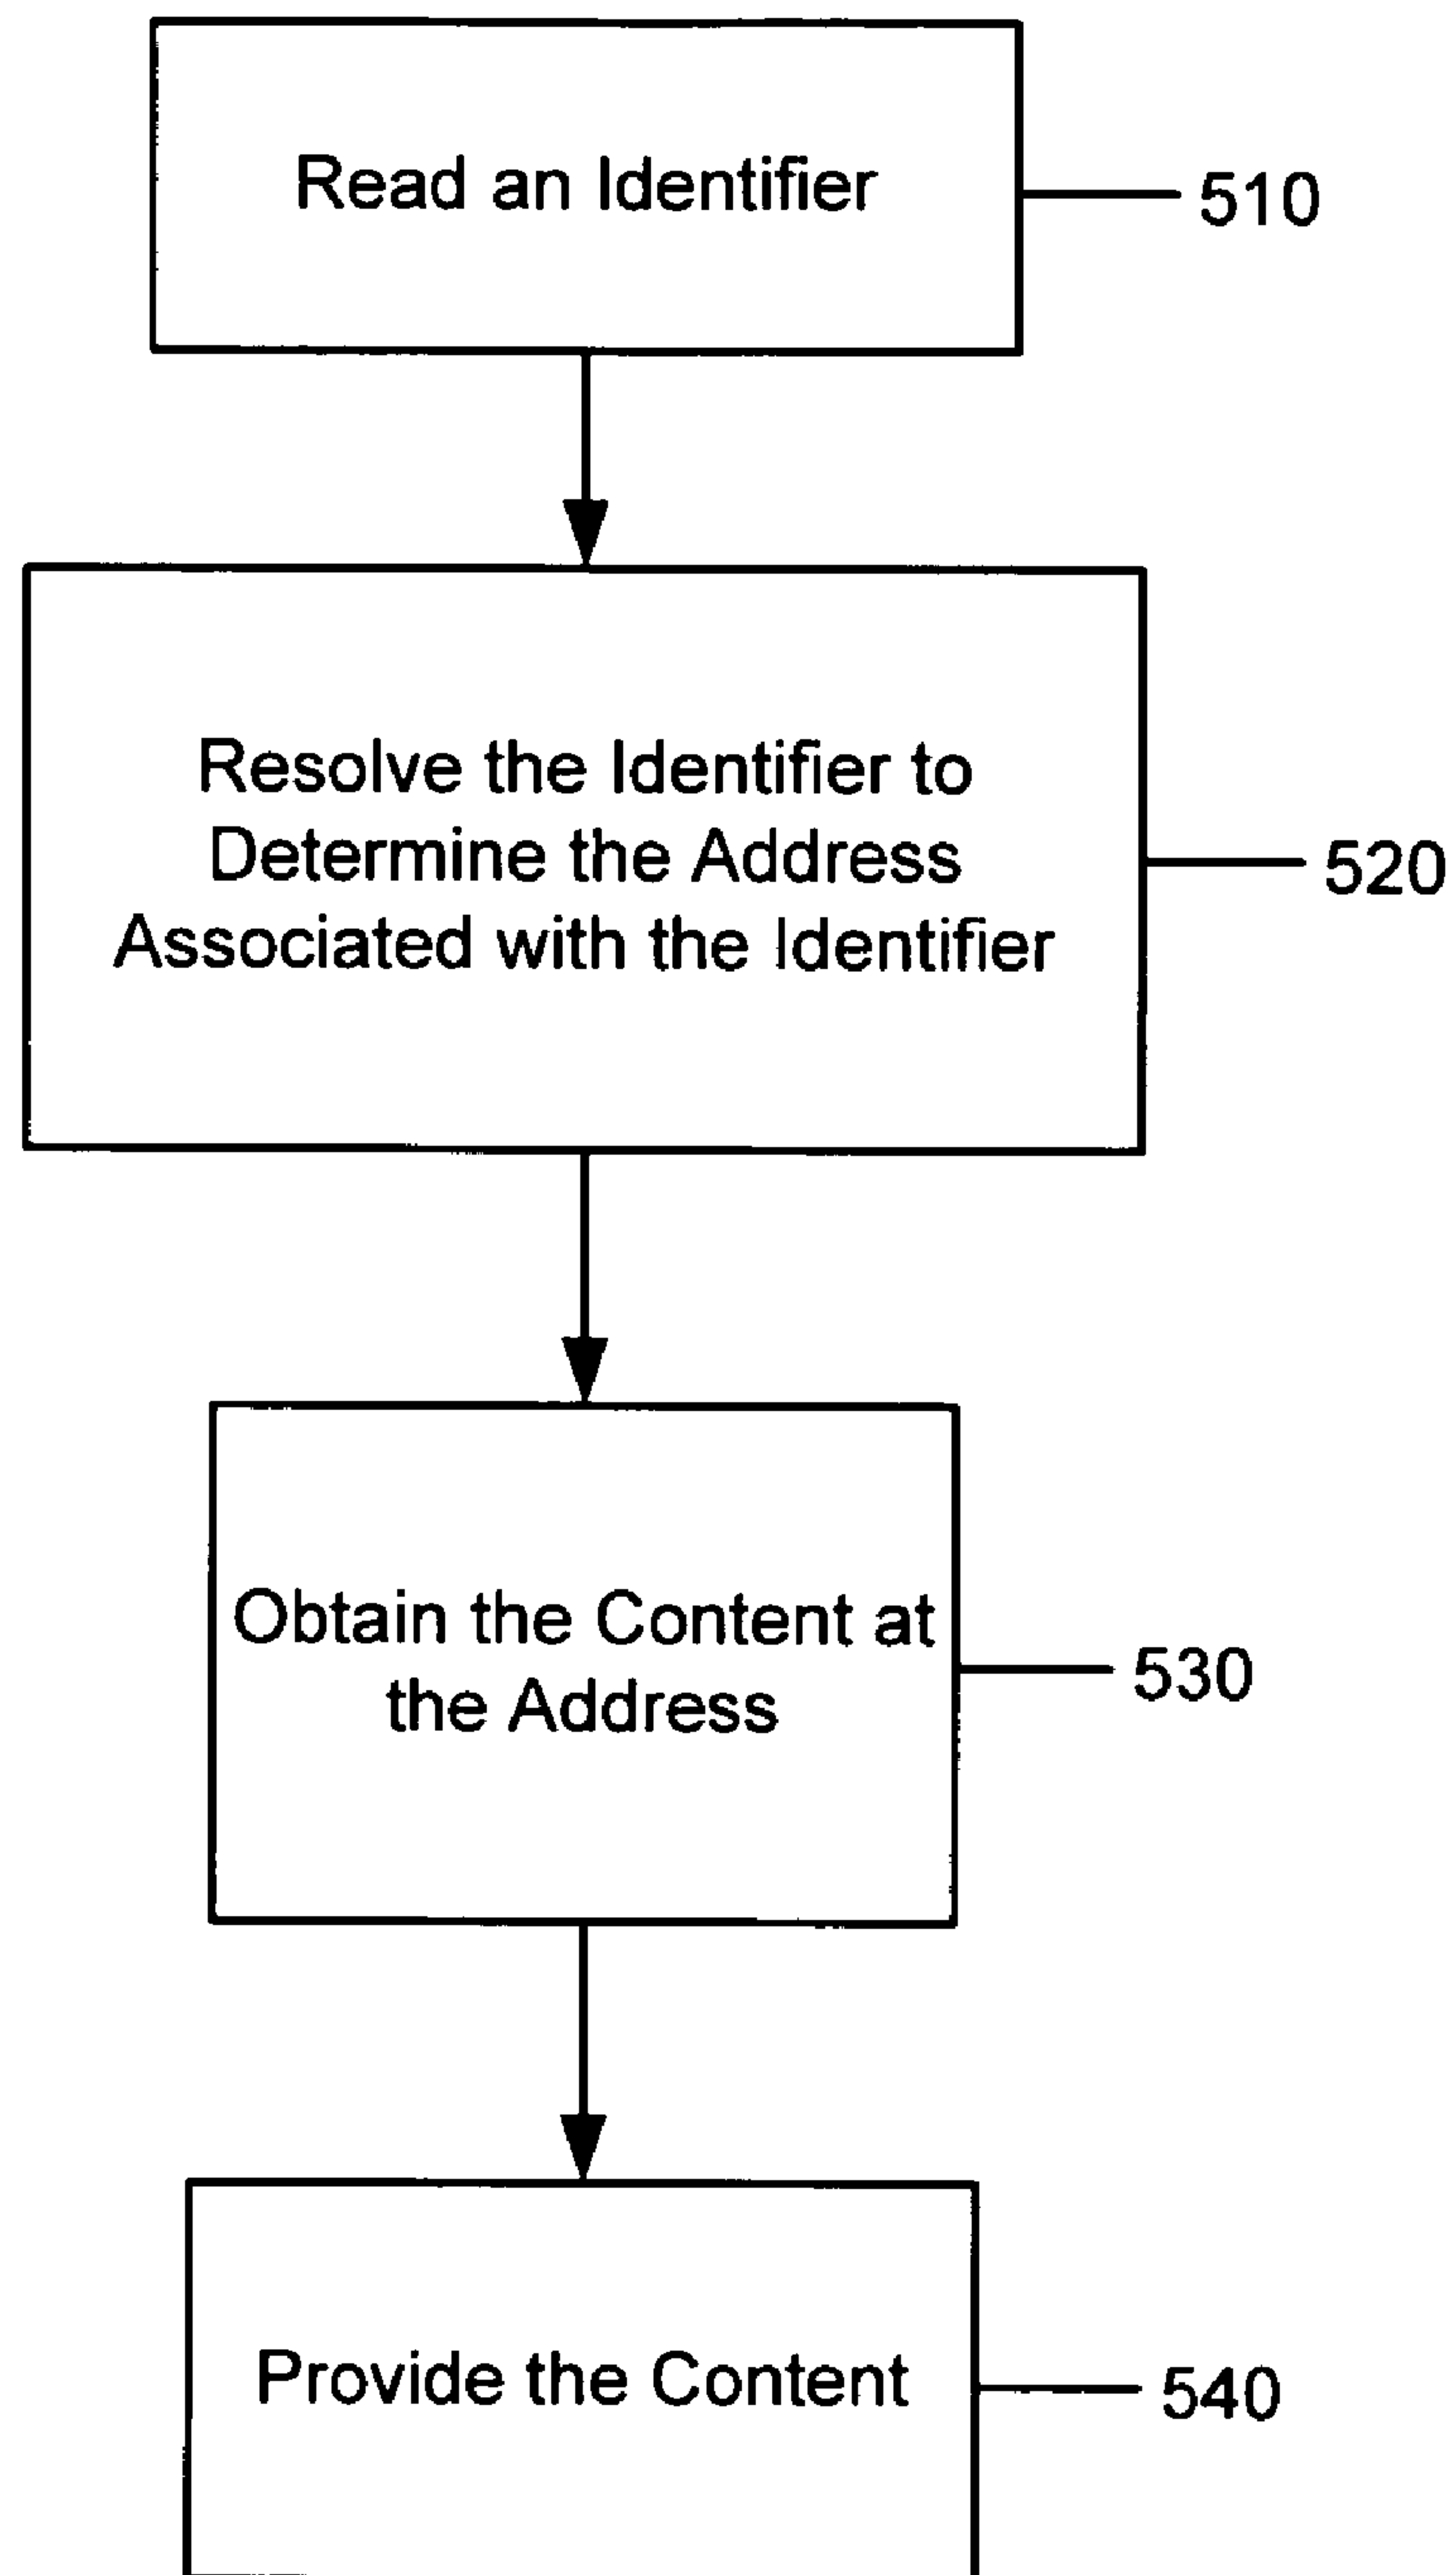 Read an Identifier
510
Resolve the Identifier to
Determine the Address
Associated with the Identifier
520
Obtain the Content at
the Address
530
Provide the Content
540